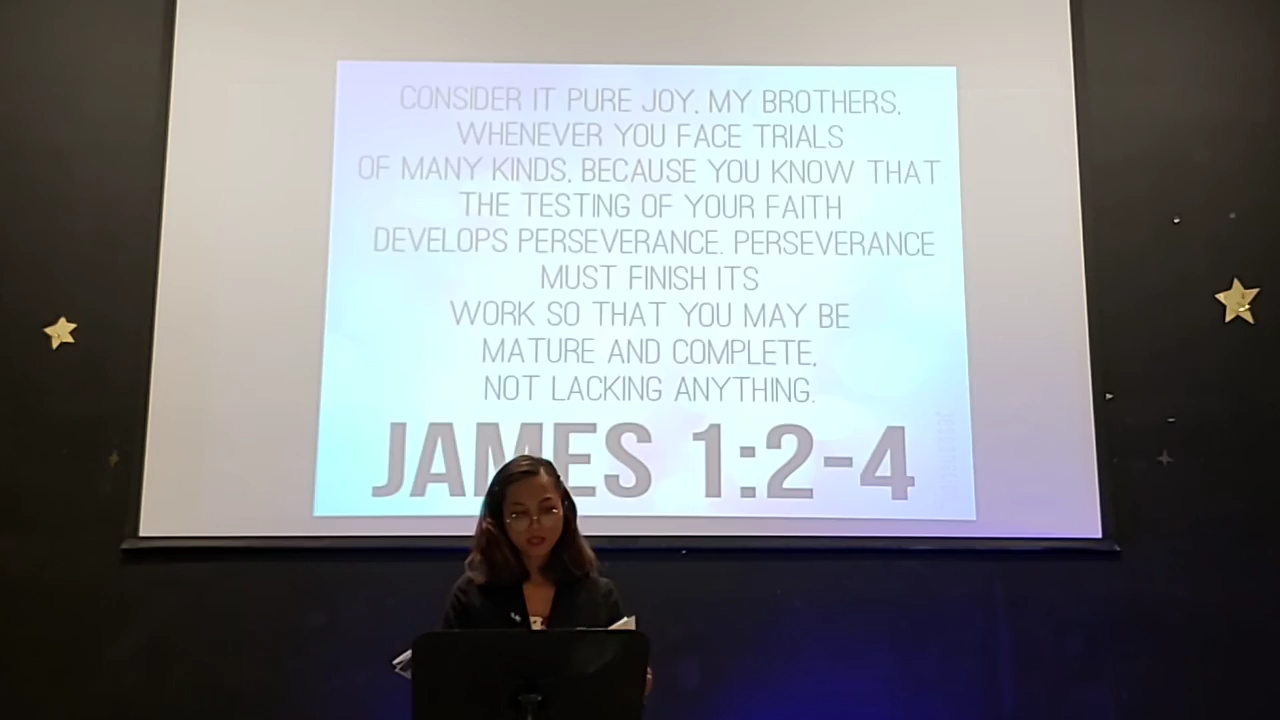 CONSIDER IT PURE JOY, MY BROTHERS,
WHENEVER YOU FACE TRIALS
OF MANY KINDS, BECAUSE YOU KNOW THAT
THE TESTING OF YOUR FAITH
DEVELOPS PERSEVERANCE. PERSEVERANCE
MUST FINISH ITS
WORK SO THAT YOU MAY BE
MATURE AND COMPLETE,
NOT LACKING ANYTHING.
JAMES 1:2-4